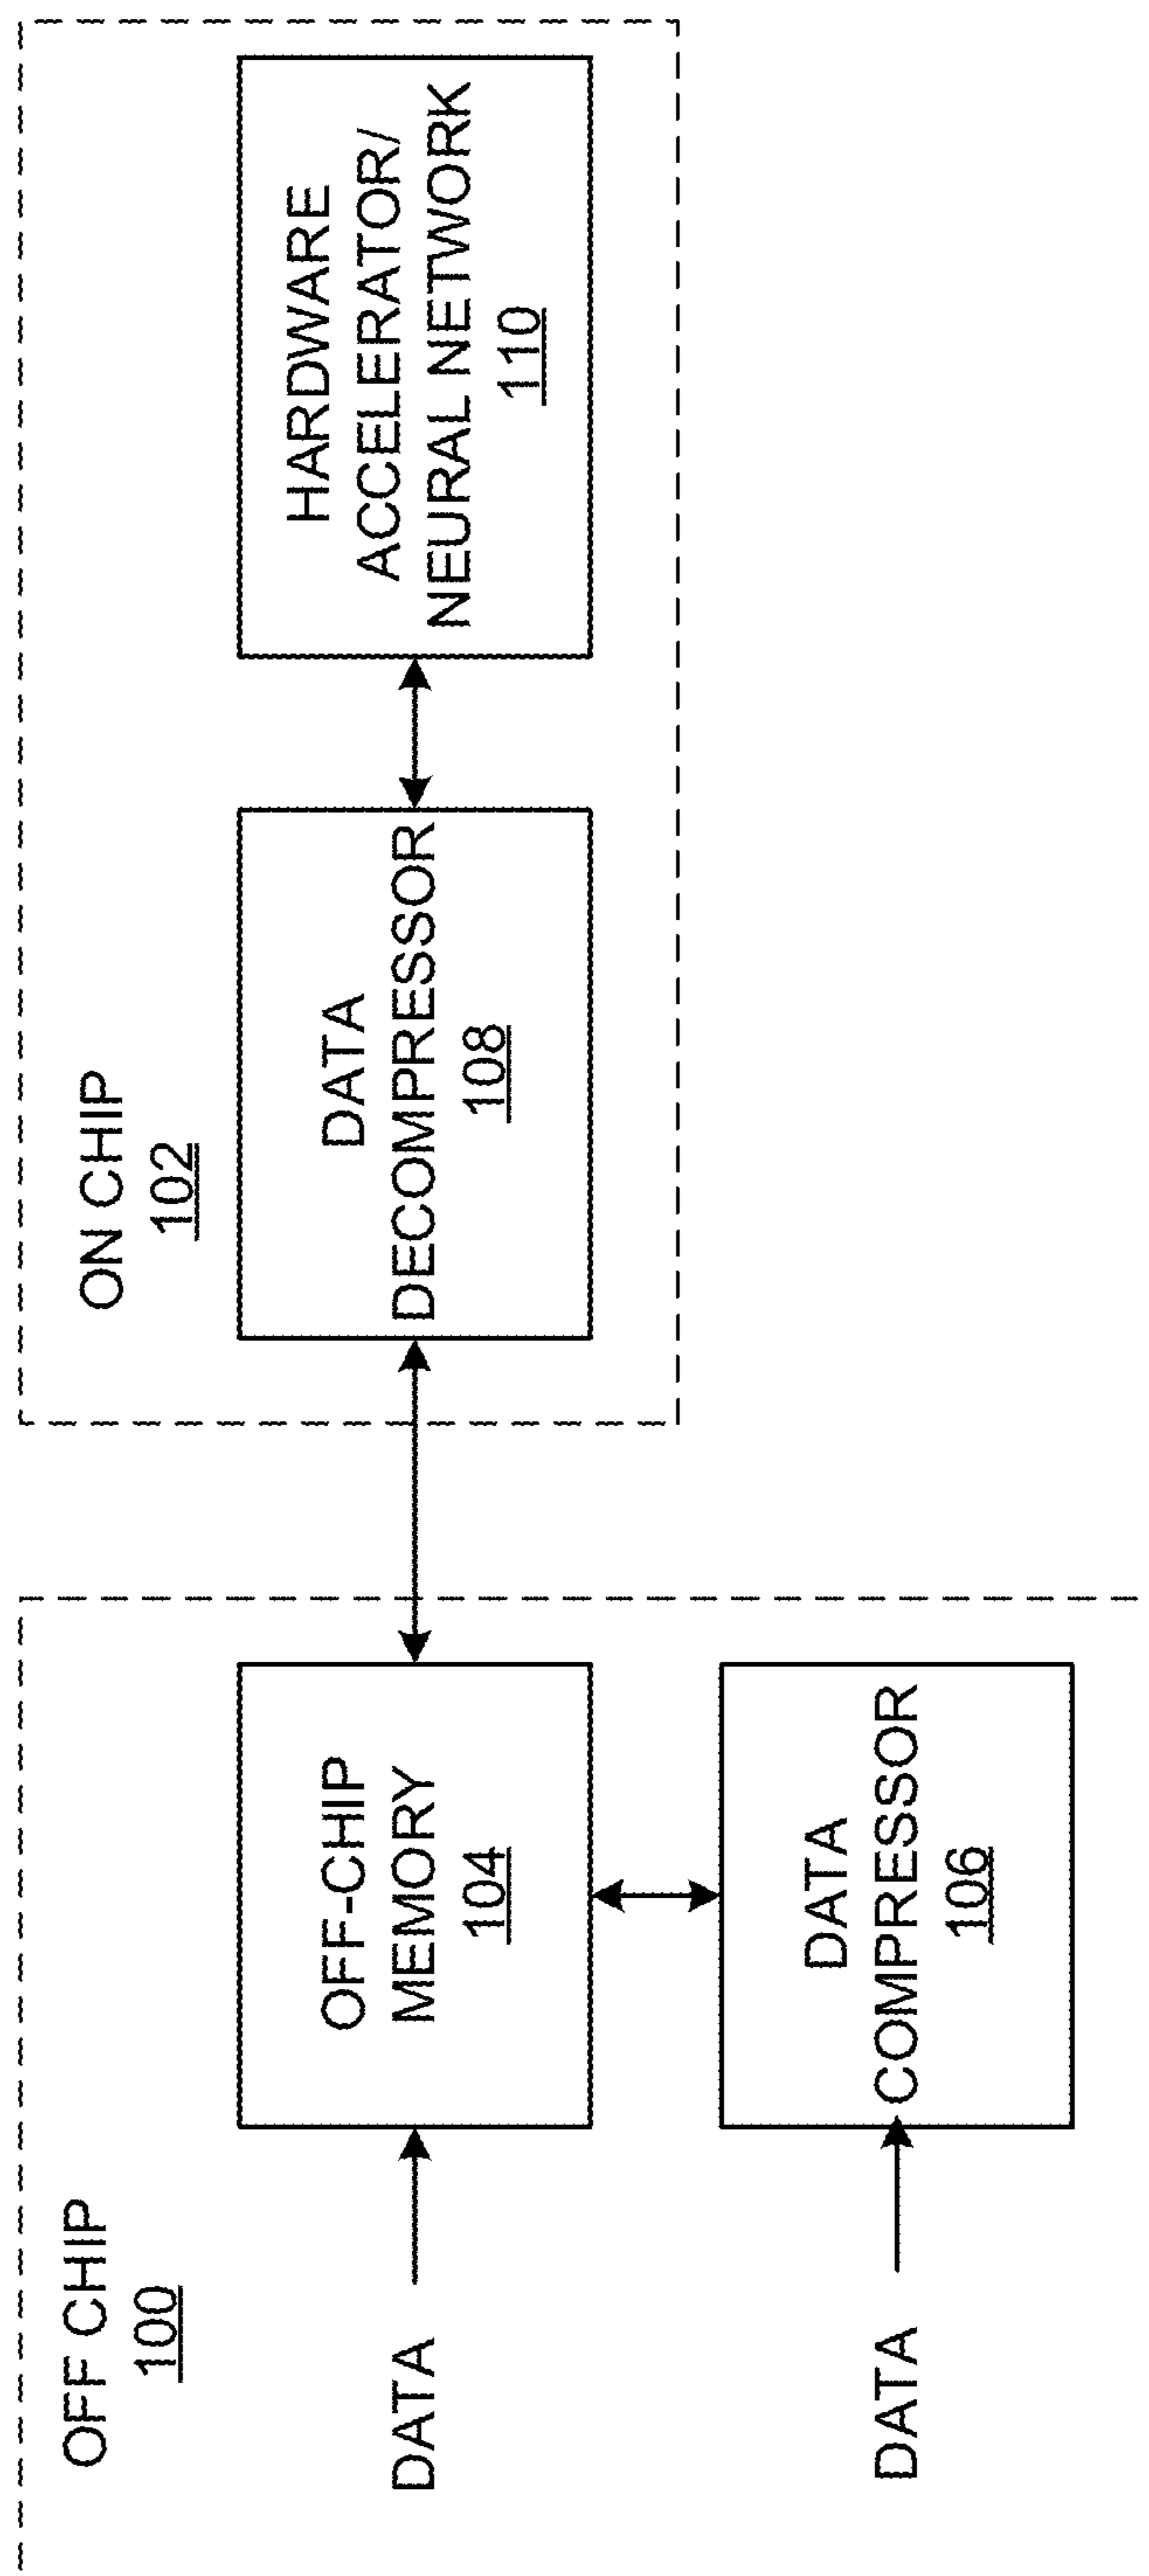 OFF CHIP
100
DATA
OFF-CHIP
MEMORY
104
DATA
DATA
COMPRESSOR
106
ON CHIP
102
DATA
DECOMPRESSOR
108
HARDWARE
ACCELERATOR/
NEURAL NETWORK
110